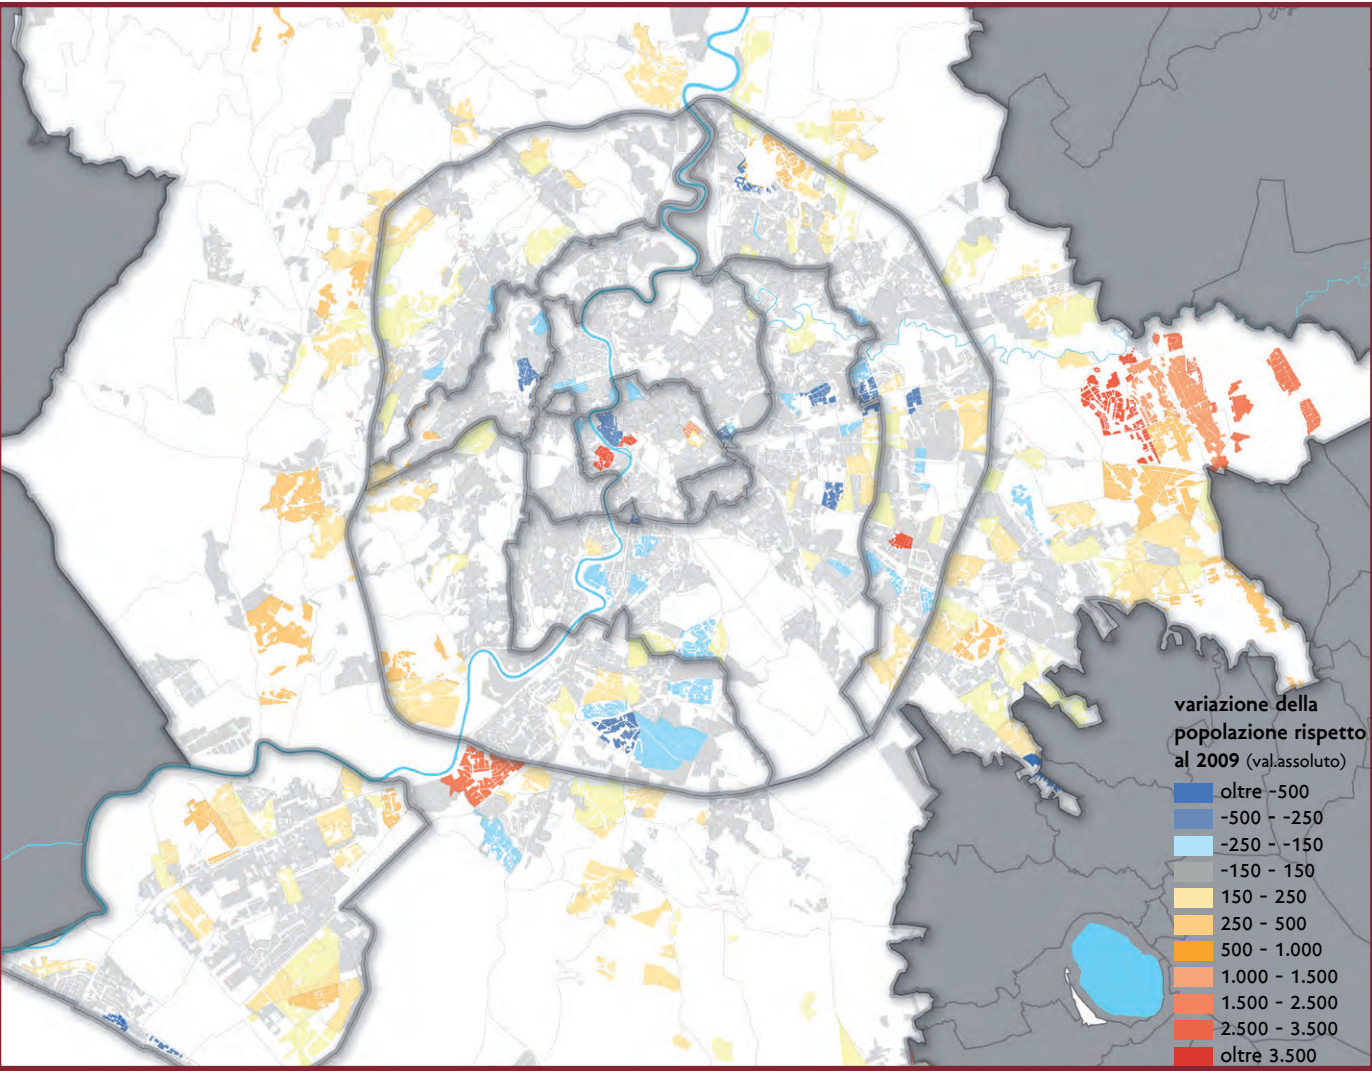 variazione della
popolazione rispetto
al 2009 (val.assoluto)
oltre -500
-500 - -250
-250 - -150
-150 - 150
150 - 250
250 - 500
500 - 1.000
1.000 - 1.500
1.500 - 2.500
2.500 - 3.500
oltre 3.500